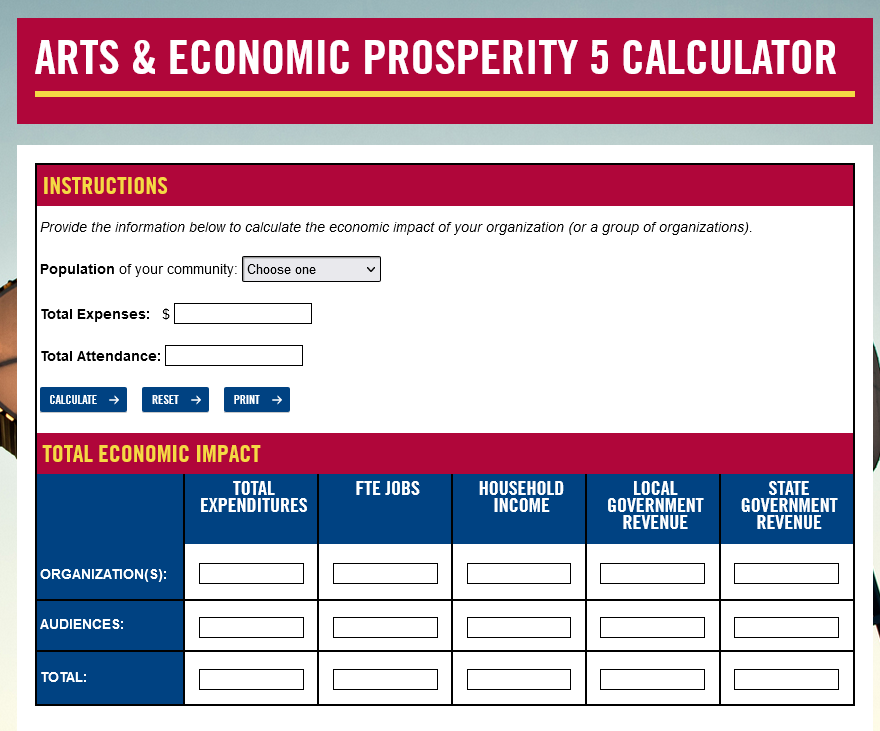 ARTS & ECONOMIC PROSPERITY 5 CALCULATOR
INSTRUCTIONS
Provide the information below to calculate the economic impact of your organization (or a group of organizations).
Population of your community: Choose one
Total Expenses: $
Total Attendance:
CALCULATE → RESET → PRINT →
TOTAL ECONOMIC IMPACT
TOTAL
EXPENDITURES
FTE JOBS
HOUSEHOLD
INCOME
LOCAL
GOVERNMENT
REVENUE
STATE
GOVERNMENT
REVENUE
ORGANIZATION(S):
AUDIENCES:
TOTAL: